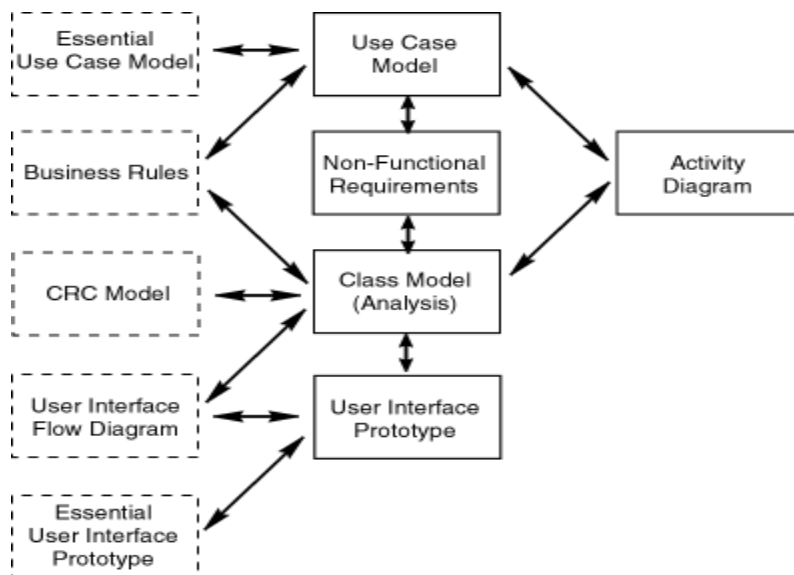 Essential
Use Case Model
Use Case
Model
Business Rules
Non-Functional
Requirements
Activity
Diagram
CRC Model
Class Model
(Analysis)
User Interface
Flow Diagram
User Interface
Prototype
Essential
User Interface
Prototype